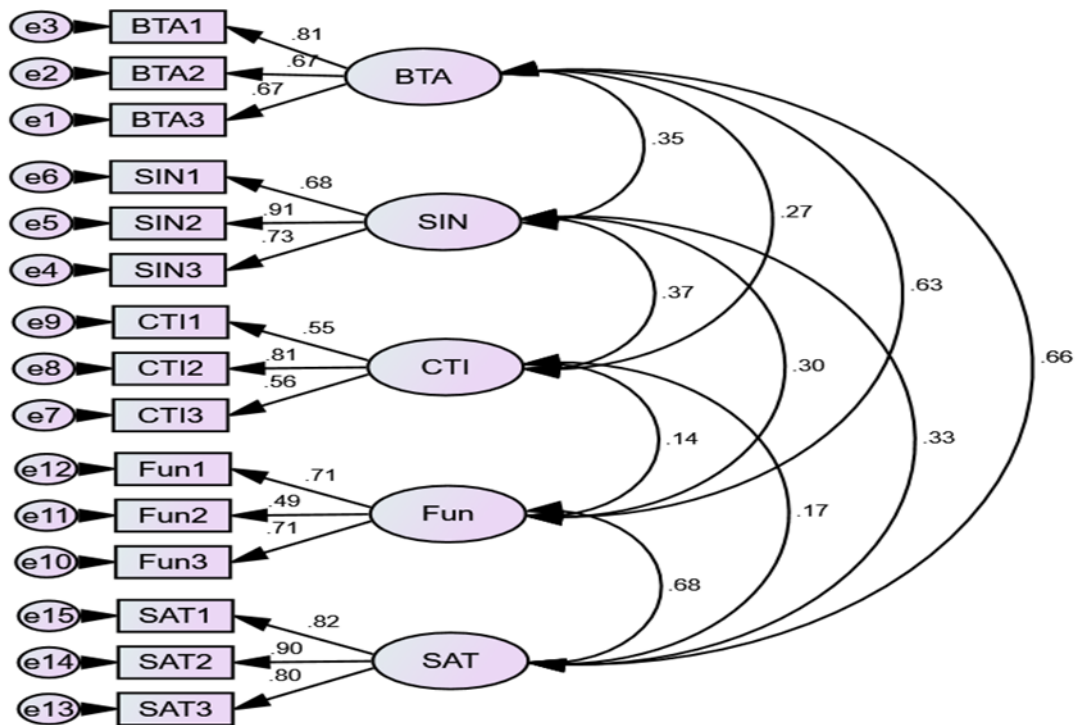 e3 BTA1 .81
e2 BTA2 .67 BTA
e1 BTA3 .67
.35
e6 SIN1 .68
e5 SIN2 .91 SIN .27
e4 SIN3 .73
.37 .63
e9 CTI1 .55
e8 CTI2 .81 CTI .30 .66
e7 CTI3 .56
.14 .33
e12 Fun1 .71
e11 Fun2 .49 Fun .17
e10 Fun3 .71
.68
e15 SAT1 .82
e14 SAT2 .90 SAT
e13 SAT3 .80